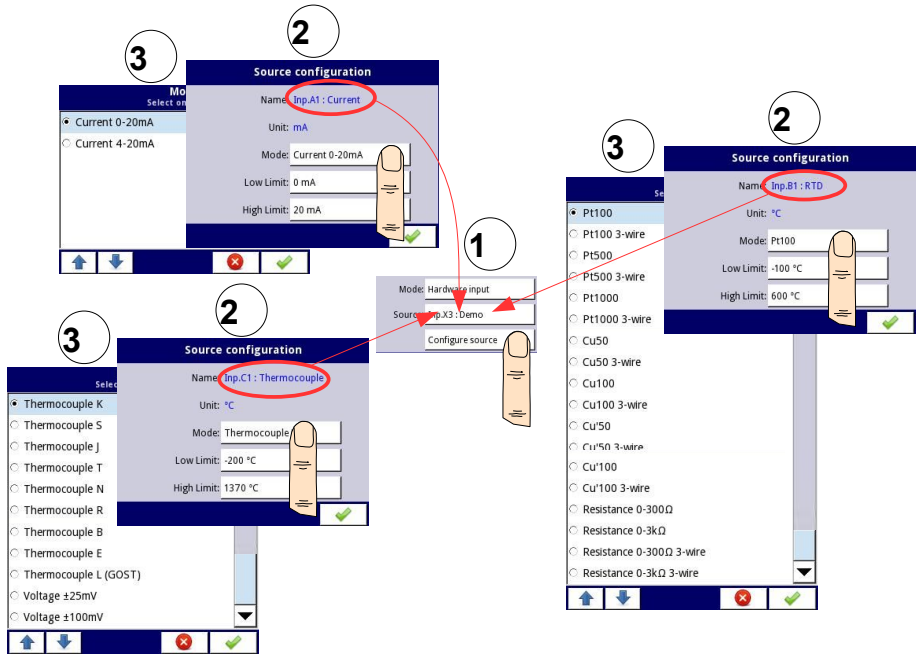 2
3
Source configuration
Mo
Select on
Name: Inp.A1 : Current
Current 0-20mA
Unit: mA
Current 4-20mA
Mode: Current 0-20mA
Low Limit: 0 mA
High Limit: 20 mA
1
Mode: Hardware input
Source: Inp.X3 : Demo
Configure source
2
3
Source configuration
Se
Name: Inp.B1 : RTD
Unit: °C
Mode: Pt100
Low Limit: -100 °C
High Limit: 600 °C
Pt100
Pt100 3-wire
Pt500
Pt500 3-wire
Pt1000
Pt1000 3-wire
Cu50
Cu50 3-wire
Cu100
Cu100 3-wire
Cu'50
Cu'50 3-wire
Cu'100
Cu'100 3-wire
Resistance 0-300Ω
Resistance 0-3kΩ
Resistance 0-300Ω 3-wire
Resistance 0-3kΩ 3-wire
2
3
Source configuration
Selec
Name: Inp.C1 : Thermocouple
Unit: °C
Mode: Thermocouple
Low Limit: -200 °C
High Limit: 1370 °C
Thermocouple K
Thermocouple S
Thermocouple J
Thermocouple T
Thermocouple N
Thermocouple R
Thermocouple B
Thermocouple E
Thermocouple L (GOST)
Voltage ±25mV
Voltage ±100mV